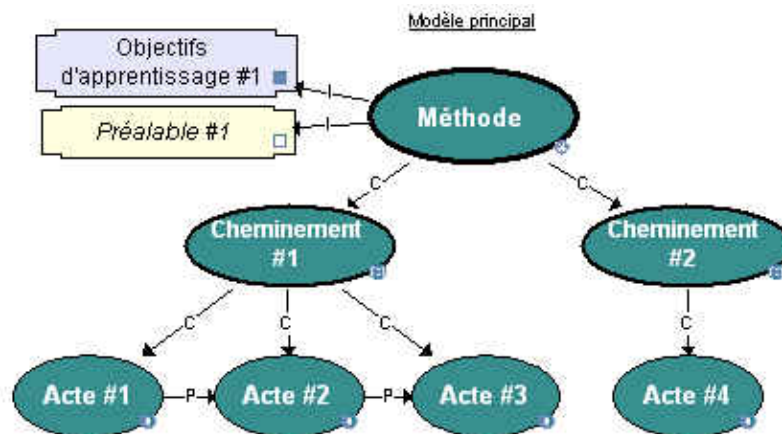 Modèle principal
Objectifs
d'apprentissage #1
I
Préalable #1
I
Méthode
C
C
Cheminement
#1
Cheminement
#2
C
C
C
C
Acte #1
P
Acte #2
P
Acte #3
Acte #4